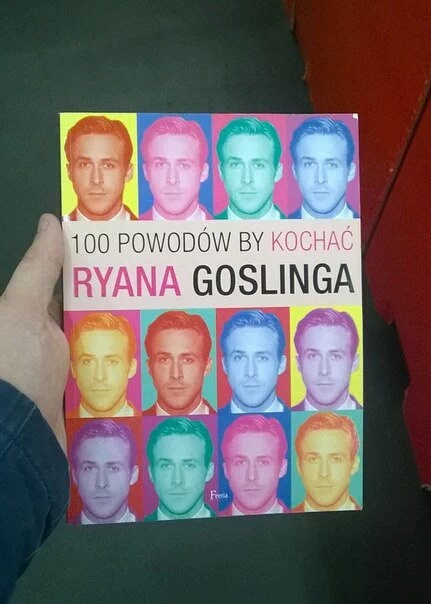 100 POWODÓW BY KOCHAĆ
RYANA GOSLINGA
Feeria